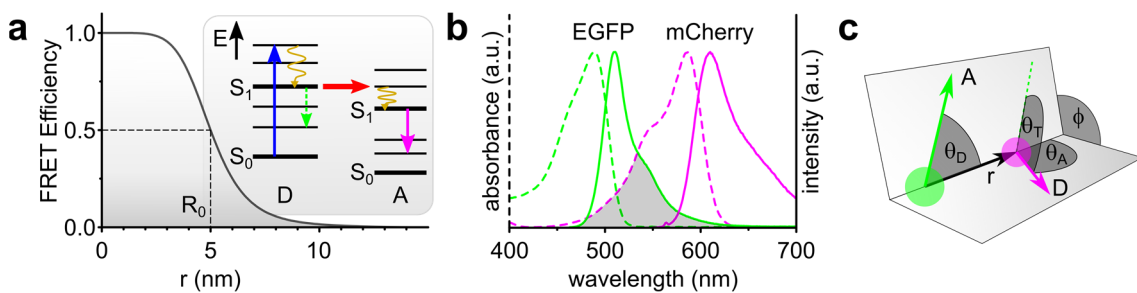 a
FRET Efficiency
1.0
0.5
0.0
0
5
10
r (nm)
R0
E
S1
S0
D
S1
S0
A
b
EGFP
mCherry
absorbance (a.u.)
intensity (a.u.)
400
500
600
700
wavelength (nm)
c
A
θD
r
θT
θA
ϕ
D